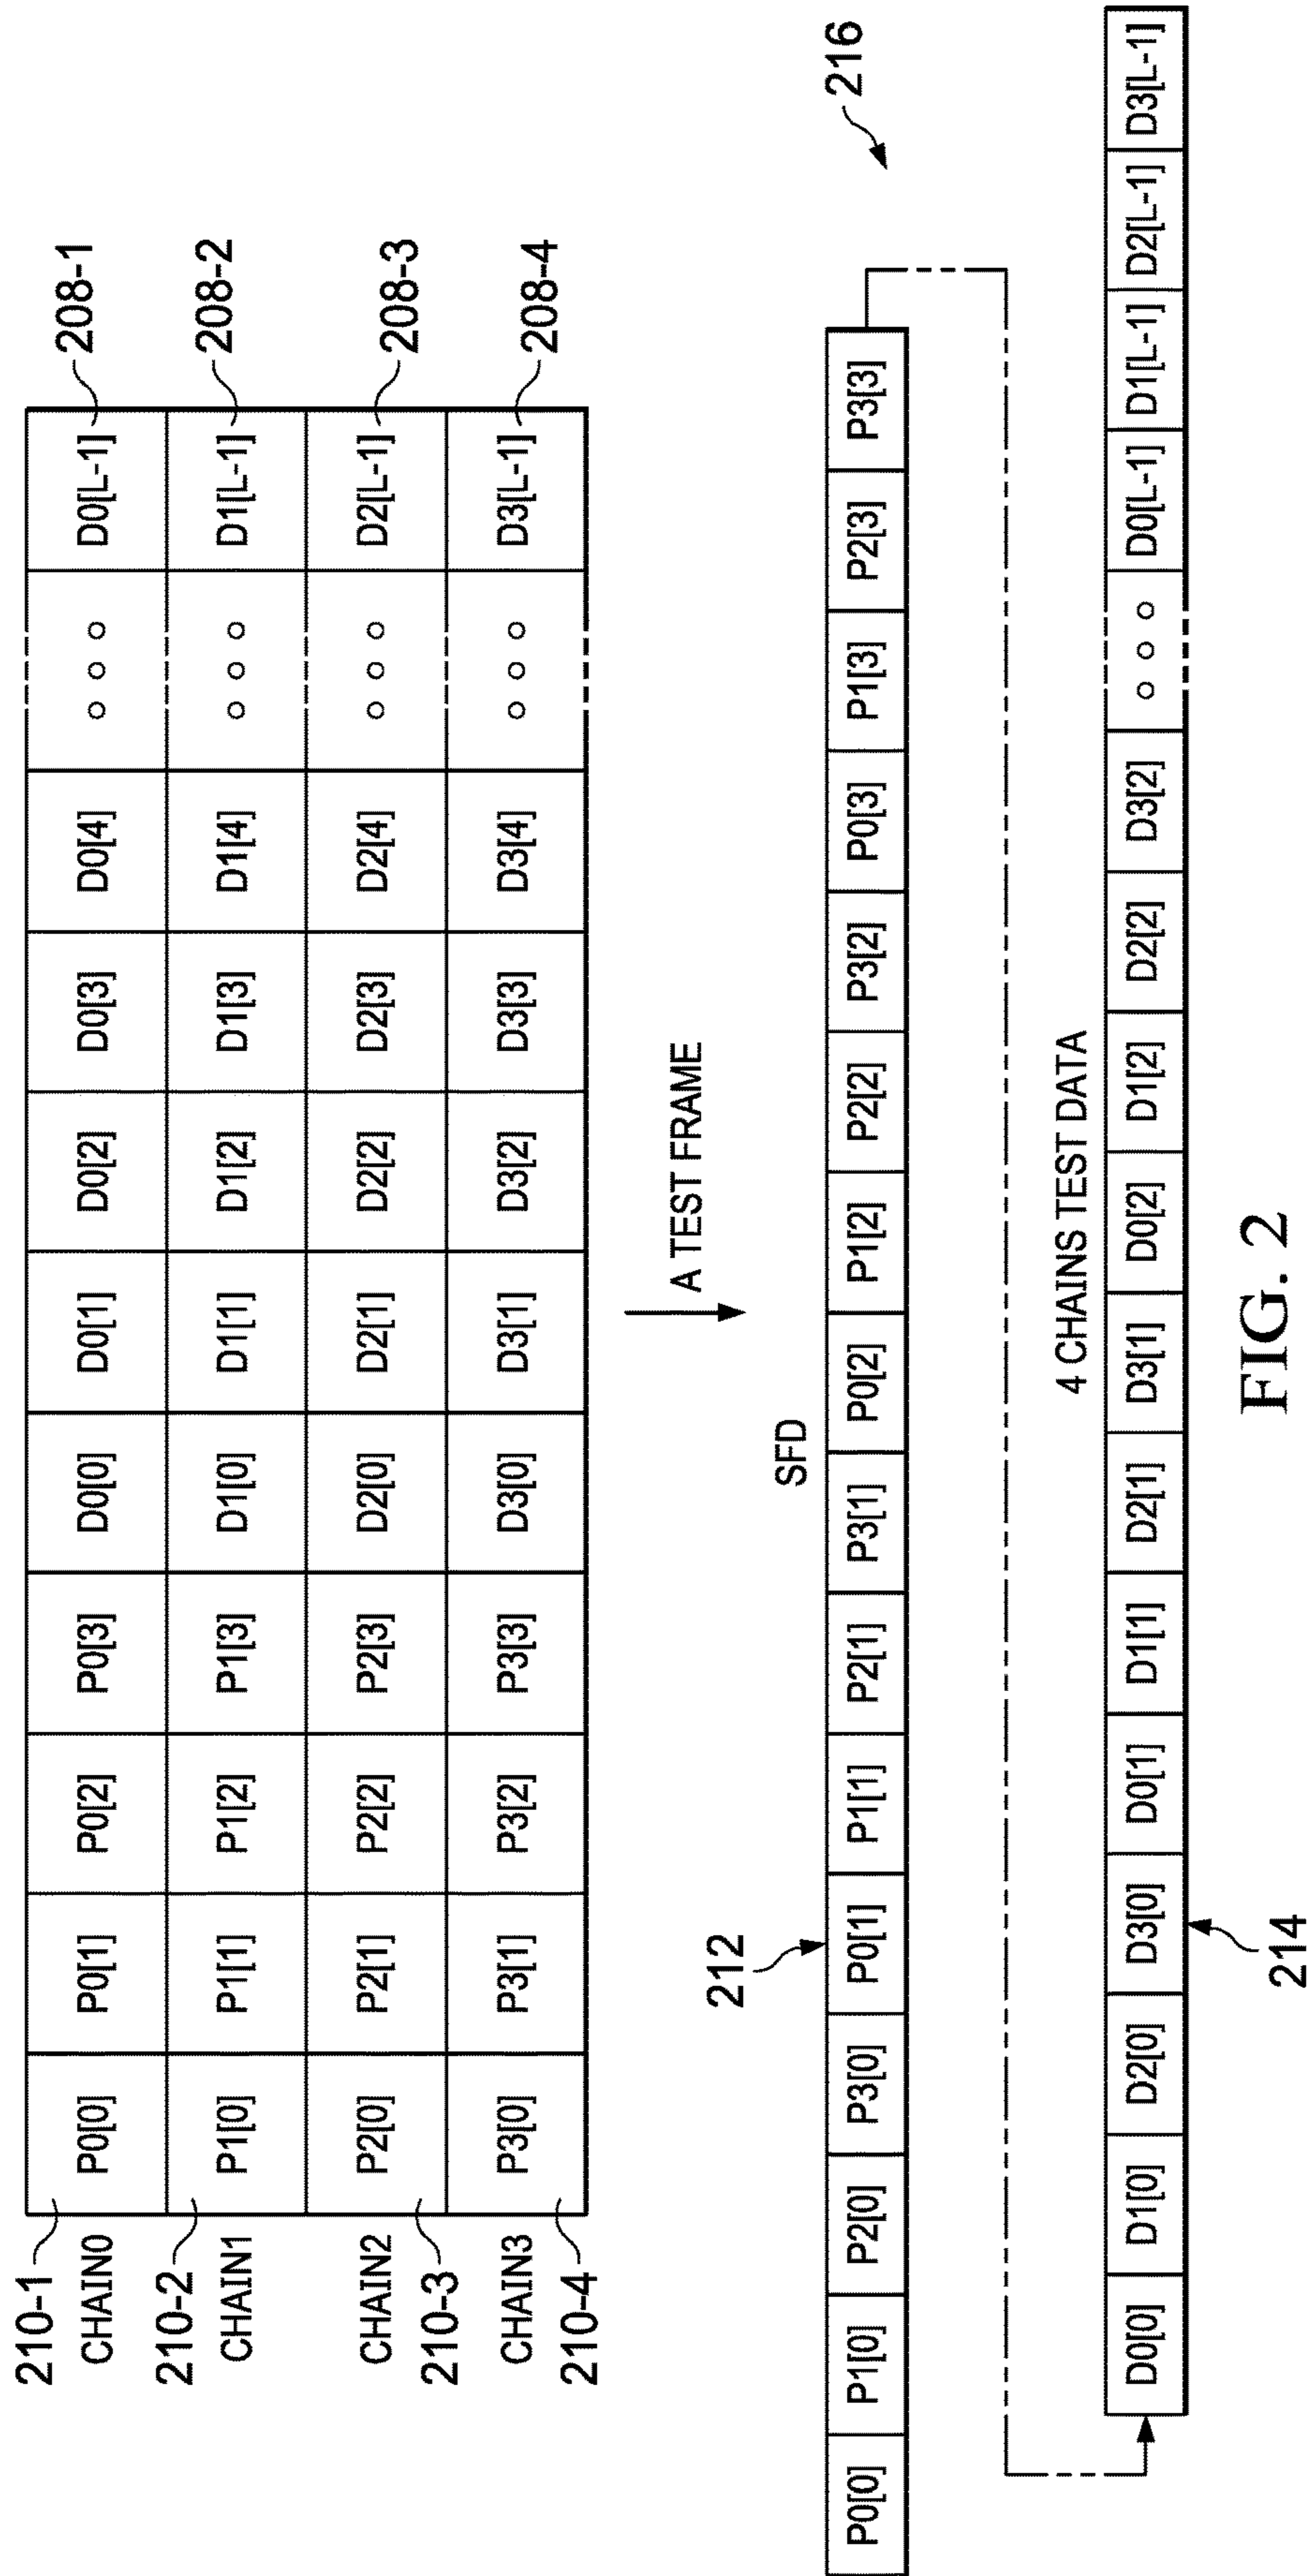 210-1
CHAIN0 P0[0] P0[1] P0[2] P0[3] D0[0] D0[1] D0[2] D0[3] D0[4] D0[L-1] 208-1
210-2
CHAIN1 P1[0] P1[1] P1[2] P1[3] D1[0] D1[1] D1[2] D1[3] D1[4] D1[L-1] 208-2
CHAIN2 P2[0] P2[1] P2[2] P2[3] D2[0] D2[1] D2[2] D2[3] D2[4] D2[L-1] 208-3
210-3
CHAIN3 P3[0] P3[1] P3[2] P3[3] D3[0] D3[1] D3[2] D3[3] D3[4] D3[L-1] 208-4
210-4
A TEST FRAME
212
SFD
216
P0[0] P1[0] P2[0] P3[0] P0[1] P1[1] P2[1] P3[1] P0[2] P1[2] P2[2] P3[2] P0[3] P1[3] P2[3] P3[3]
4 CHAINS TEST DATA
D0[0] D1[0] D2[0] D3[0] D0[1] D1[1] D2[1] D3[1] D0[2] D1[2] D2[2] D3[2] D0[L-1] D1[L-1] D2[L-1] D3[L-1]
214
FIG. 2